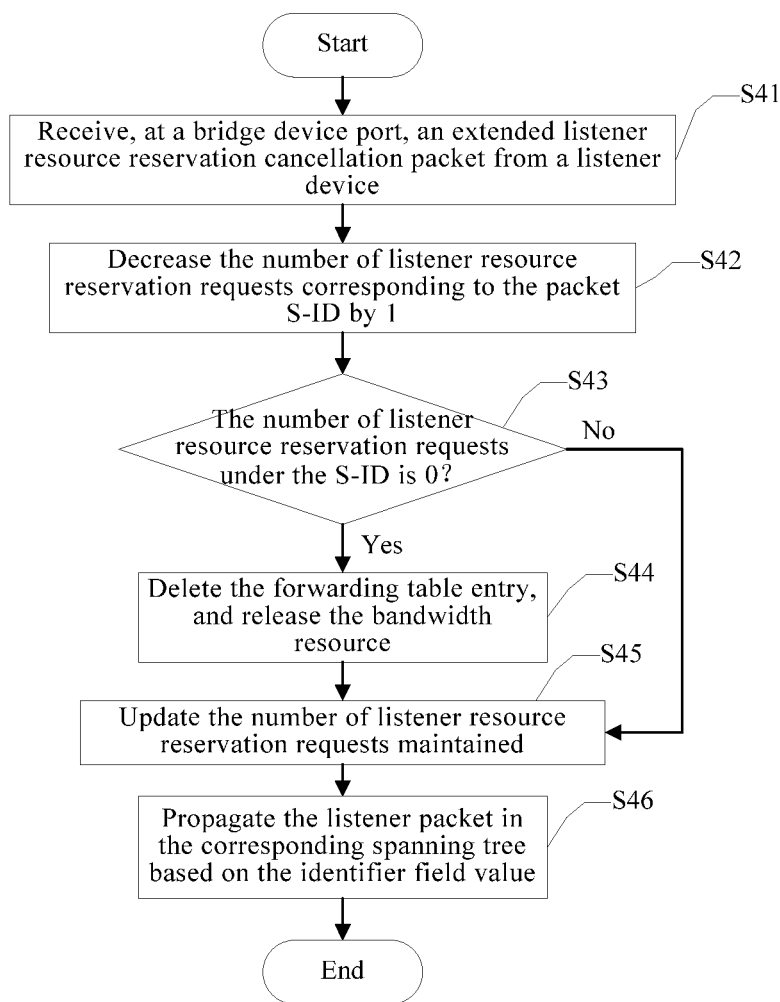 Start
S41
Receive, at a bridge device port, an extended listener
resource reservation cancellation packet from a listener
device
S42
Decrease the number of listener resource
reservation requests corresponding to the packet
S-ID by 1
S43
The number of listener
resource reservation requests
under the S-ID is 0?
No
Yes
S44
Delete the forwarding table entry,
and release the bandwidth
resource
S45
Update the number of listener resource
reservation requests maintained
S46
Propagate the listener packet in
the corresponding spanning tree
based on the identifier field value
End